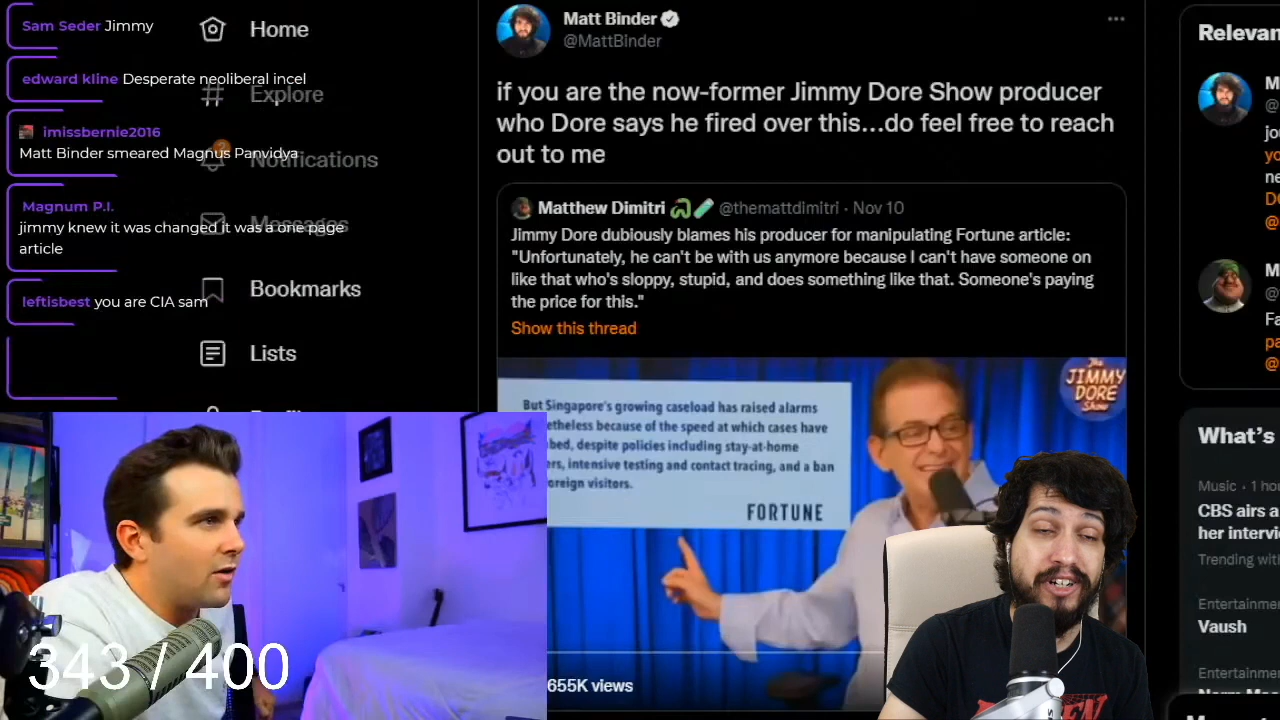 Sam Seder Jimmy
edward kline Desperate neoliberal incel
imissbernie2016
Matt Binder smeared Magnus Panvidya
Magnum P.I.
jimmy knew it was changed it was a one page
article
leftisbest you are CIA sam
Home
Explore
Notifications
Messages
Bookmarks
Lists
Matt Binder
@MattBinder
if you are the now-former Jimmy Dore Show producer
who Dore says he fired over this...do feel free to reach
out to me
Matthew Dimitri @themattdimitri · Nov 10
Jimmy Dore dubiously blames his producer for manipulating Fortune article:
"Unfortunately, he can't be with us anymore because I can't have someone on
like that who's sloppy, stupid, and does something like that. Someone's paying
the price for this."
Show this thread
But Singapore's growing caseload has raised alarms
etheless because of the speed at which cases have
bed, despite policies including stay-at-home
ers, intensive testing and contact tracing, and a ban
oreign visitors.
FORTUNE
The
JIMMY
DORE
Show
655K views
343 / 400
Relevan
What's
Music · 1 ho
CBS airs a
her intervi
Trending with
Entertainme
Vaush
Entertainme